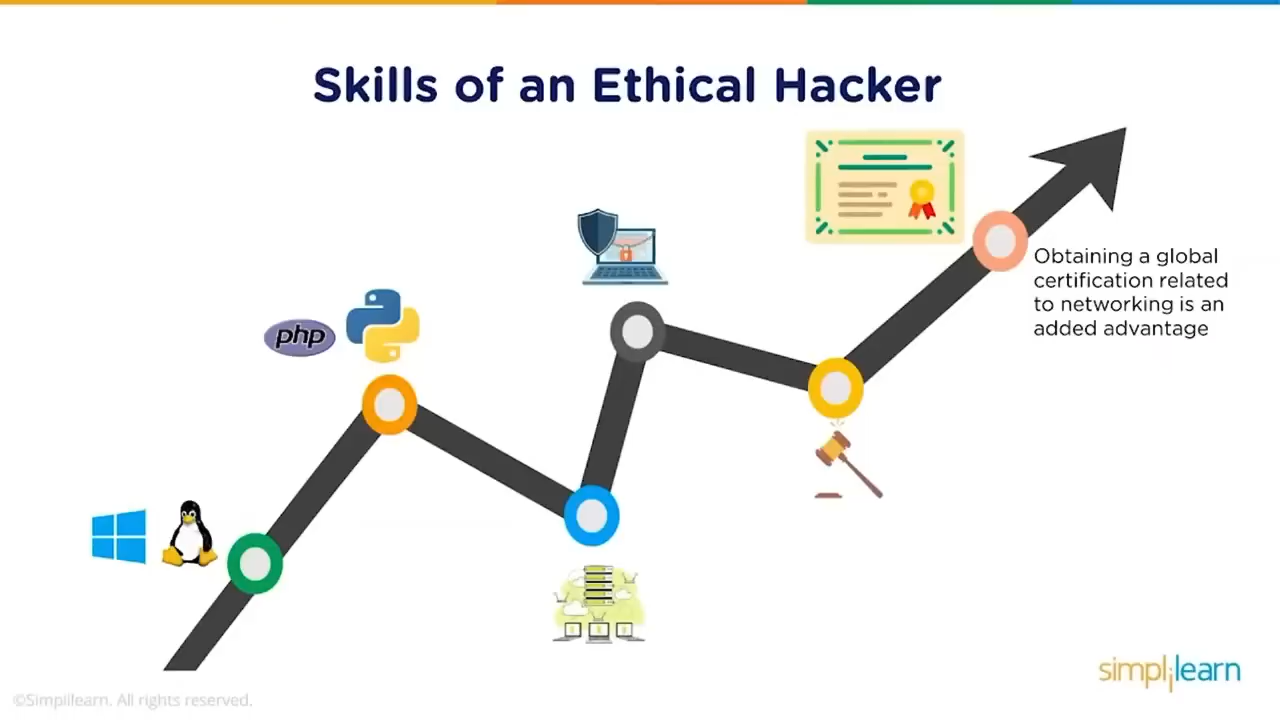 Skills of an Ethical Hacker
Obtaining a global
certification related
to networking is an
added advantage
php
simplilearn
©Simplilearn. All rights reserved.